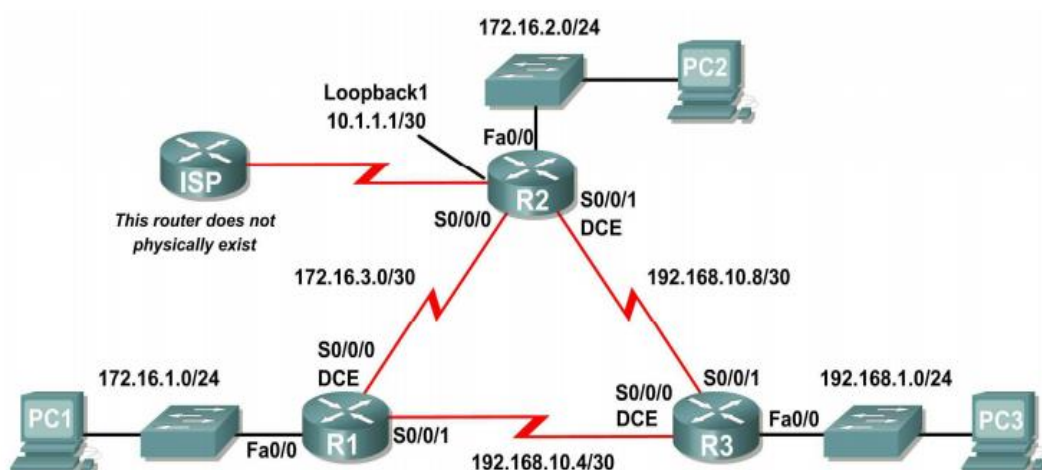 172.16.2.0/24
PC2
Loopback1
10.1.1.1/30
Fa0/0
ISP
R2
This router does not
physically exist
S0/0/0
S0/0/1
DCE
172.16.3.0/30
192.168.10.8/30
S0/0/0
DCE
172.16.1.0/24
PC1
Fa0/0
R1
S0/0/1
192.168.10.4/30
S0/0/0
DCE
S0/0/1
R3
Fa0/0
192.168.1.0/24
PC3